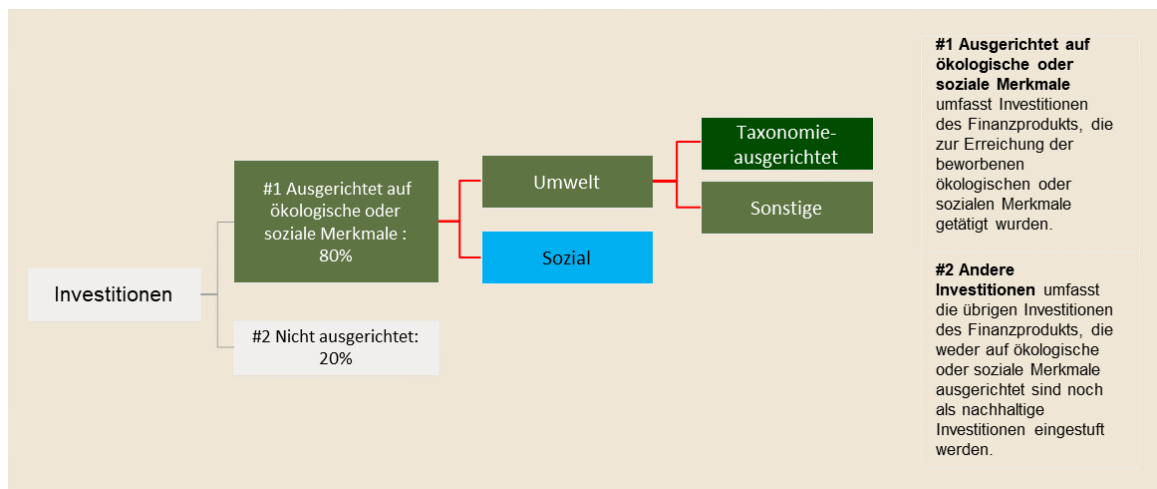 Investitionen
#1 Ausgerichtet auf
ökologische oder
soziale Merkmale :
80%
#2 Nicht ausgerichtet:
20%
Umwelt
Sozial
Taxonomie-
ausgerichtet
Sonstige
#1 Ausgerichtet auf
ökologische oder
soziale Merkmale
umfasst Investitionen
des Finanzprodukts, die
zur Erreichung der
beworbenen
ökologischen oder
sozialen Merkmale
getätigt wurden.
#2 Andere
Investitionen umfasst
die übrigen Investitionen
des Finanzprodukts, die
weder auf ökologische
oder soziale Merkmale
ausgerichtet sind noch
als nachhaltige
Investitionen eingestuft
werden.